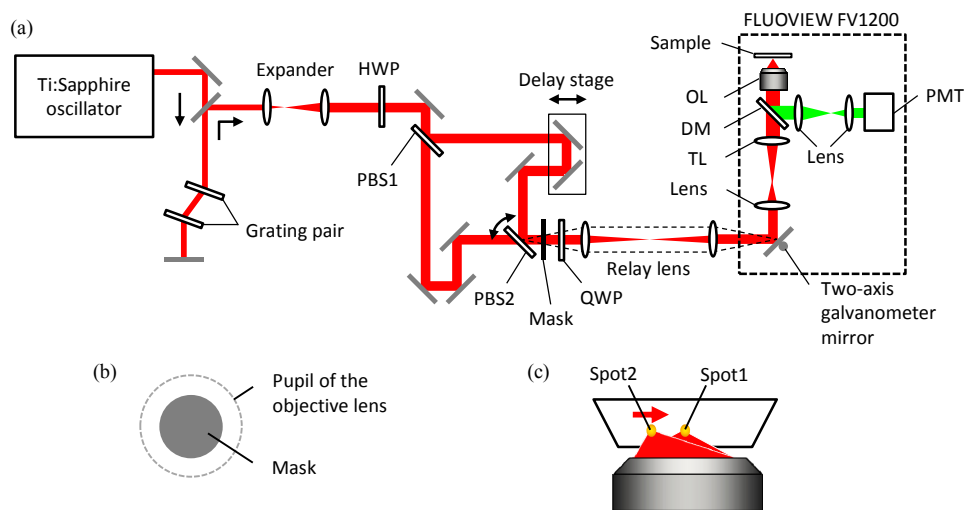 (a)
FLUOVIEW FV1200
Ti:Sapphire
oscillator
Expander
HWP
Delay stage
Sample
OL
PMT
DM
TL
Lens
Lens
PBS1
Grating pair
PBS2
Mask
QWP
Relay lens
Two-axis
galvanometer
mirror
(b)
Pupil of the
objective lens
Mask
(c)
Spot2
Spot1